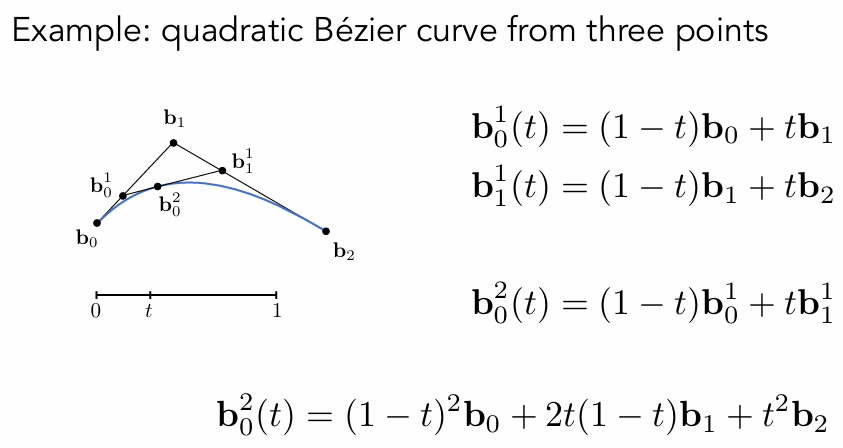 Example: quadratic Bézier curve from three points
b₁
b₀¹
b₁¹
b₀²
b₀
b₂
0 t 1
b₀¹(t) = (1 − t)b₀ + tb₁
b₁¹(t) = (1 − t)b₁ + tb₂
b₀²(t) = (1 − t)b₀¹ + tb₁¹
b₀²(t) = (1 − t)²b₀ + 2t(1 − t)b₁ + t²b₂